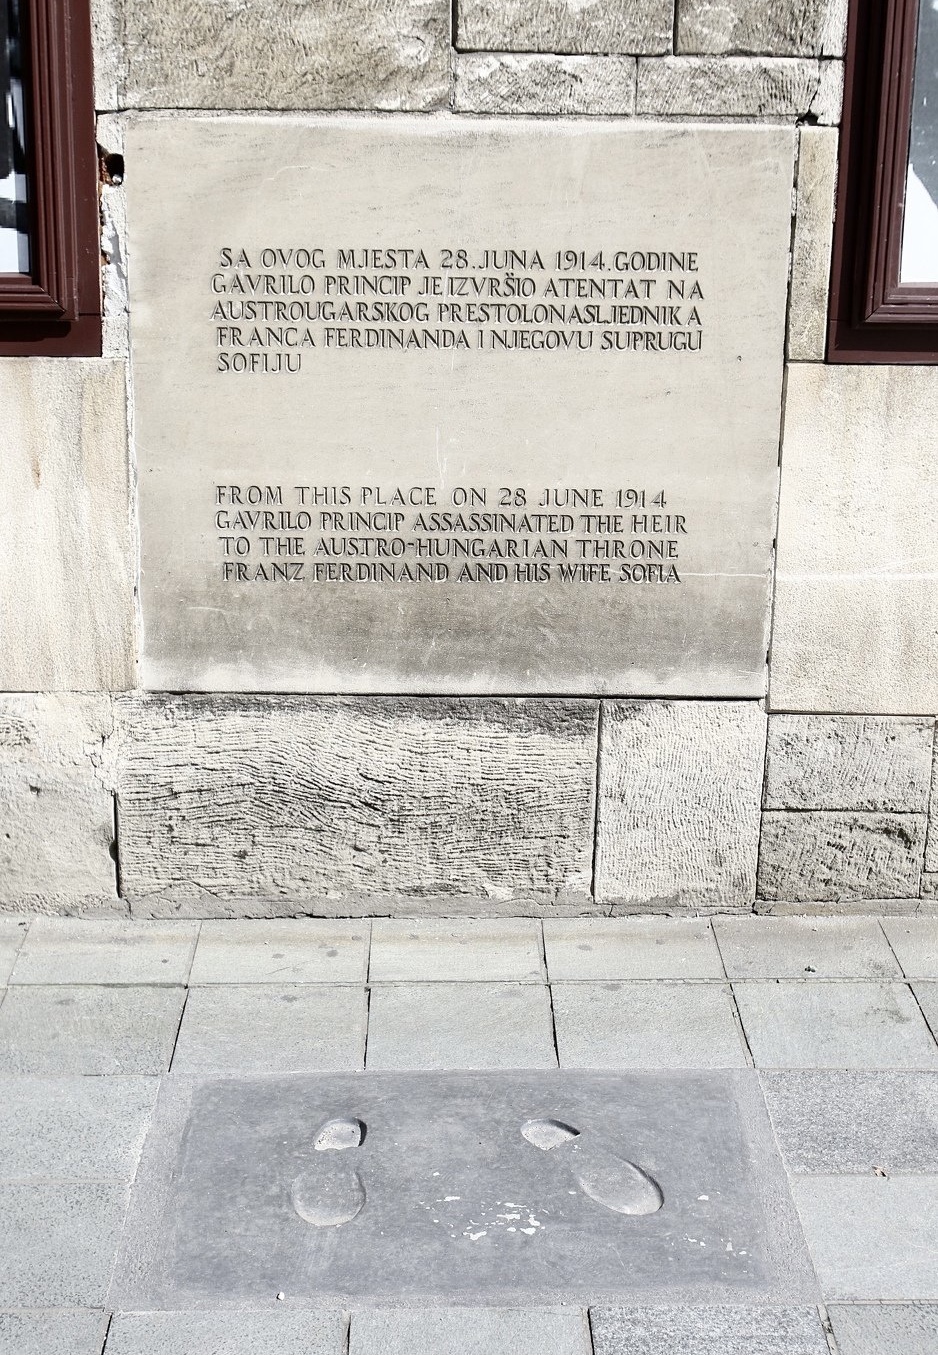 SA OVOG MJESTA 28.JUNA 1914.GODINE
GAVRILO PRINCIP JE IZVRŠIO ATENTAT NA
AUSTROUGARSKOG PRESTOLONASLJEDNIKA
FRANCA FERDINANDA I NJEGOVU SUPRUGU
SOFIJU
FROM THIS PLACE ON 28 JUNE 1914
GAVRILO PRINCIP ASSASSINATED THE HEIR
TO THE AUSTRO-HUNGARIAN THRONE
FRANZ FERDINAND AND HIS WIFE SOFIA